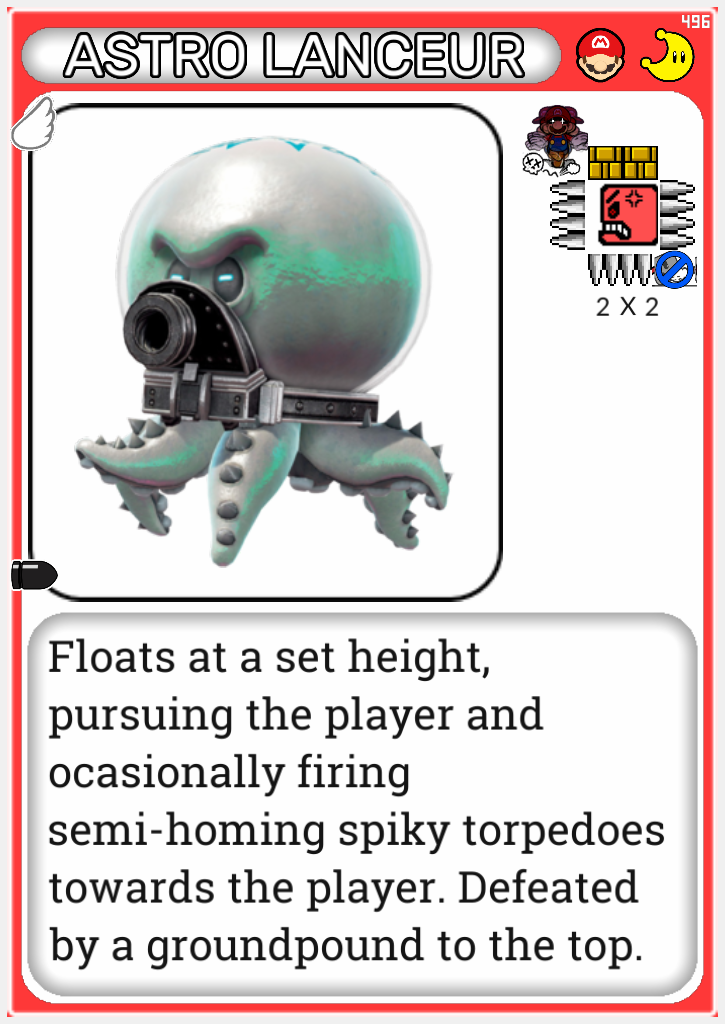 496
ASTRO LANCEUR
M
2 X 2
Floats at a set height,
pursuing the player and
ocasionally firing
semi-homing spiky torpedoes
towards the player. Defeated
by a groundpound to the top.